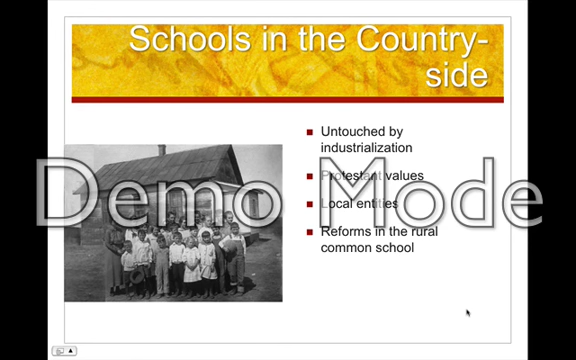 Schools in the Country-
side
Untouched by
industrialization
Protestant values
Local entities
Reforms in the rural
common school
Demo Mode